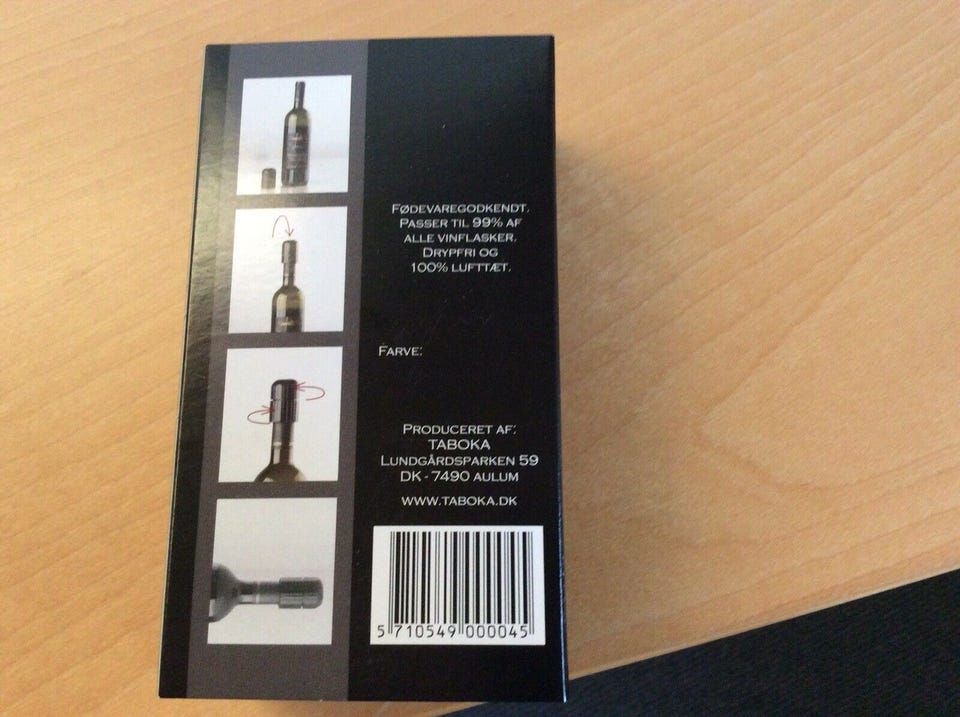 FØDEVAREGODKENDT.
PASSER TIL 99% AF
ALLE VINFLASKER.
DRYPFRI OG
100% LUFTTÆT.
FARVE:
PRODUCERET AF:
TABOKA
LUNDGÅRDSPARKEN 59
DK - 7490 AULUM
WWW.TABOKA.DK
5 710549 000045